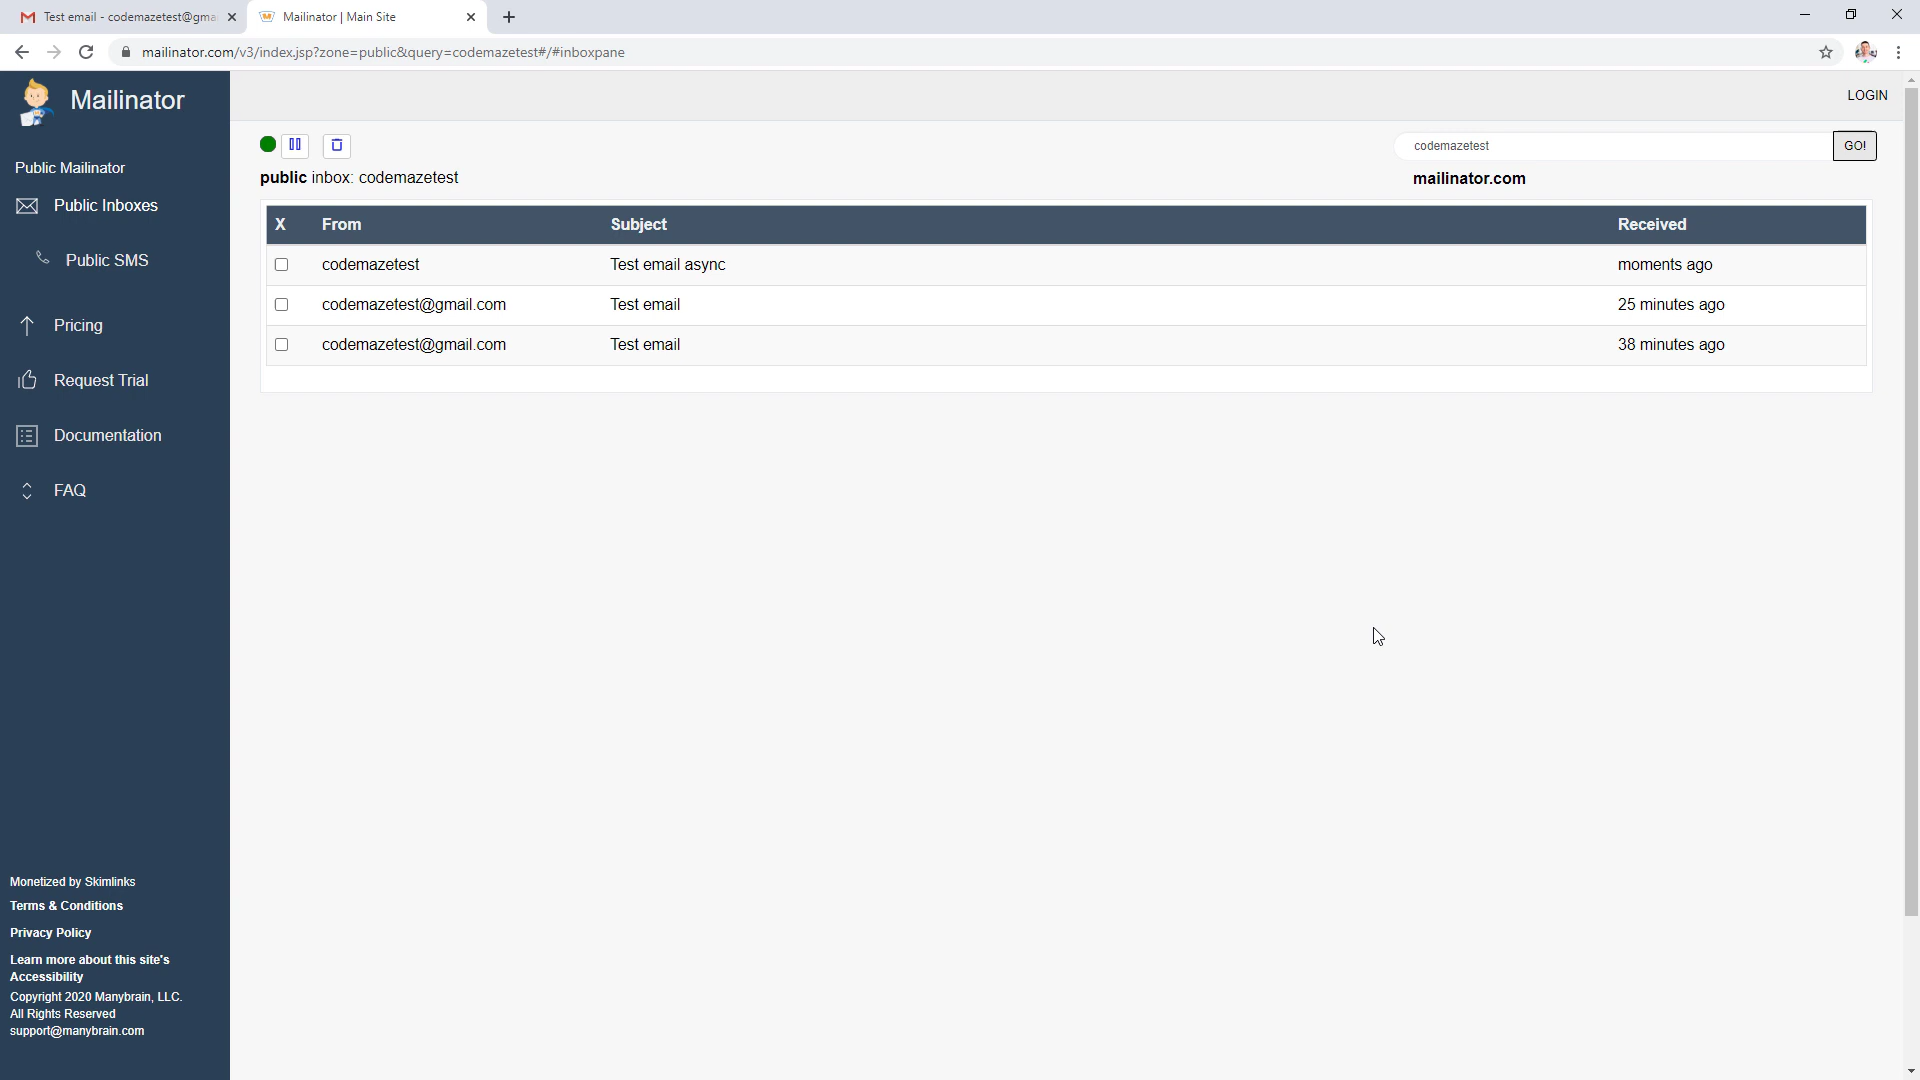 Test email - codemazetest@gma
Mailinator | Main Site
mailinator.com/v3/index.jsp?zone=public&query=codemazetest#/#inboxpane
Mailinator
LOGIN
codemazetest
GO!
public inbox: codemazetest
mailinator.com
Public Mailinator
Public Inboxes
Public SMS
Pricing
Request Trial
Documentation
FAQ
X From Subject Received
codemazetest Test email async moments ago
codemazetest@gmail.com Test email 25 minutes ago
codemazetest@gmail.com Test email 38 minutes ago
Monetized by Skimlinks
Terms & Conditions
Privacy Policy
Learn more about this site's
Accessibility
Copyright 2020 Manybrain, LLC.
All Rights Reserved
support@manybrain.com